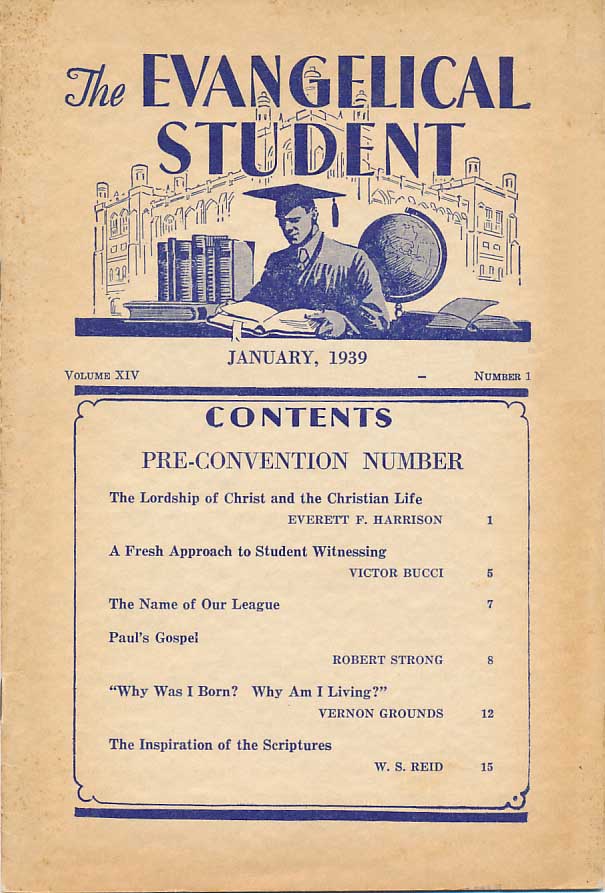 The EVANGELICAL
STUDENT
JANUARY, 1939
VOLUME XIV – NUMBER 1
CONTENTS
PRE-CONVENTION NUMBER
The Lordship of Christ and the Christian Life
EVERETT F. HARRISON 1
A Fresh Approach to Student Witnessing
VICTOR BUCCI 5
The Name of Our League 7
Paul's Gospel
ROBERT STRONG 8
"Why Was I Born? Why Am I Living?"
VERNON GROUNDS 12
The Inspiration of the Scriptures
W. S. REID 15